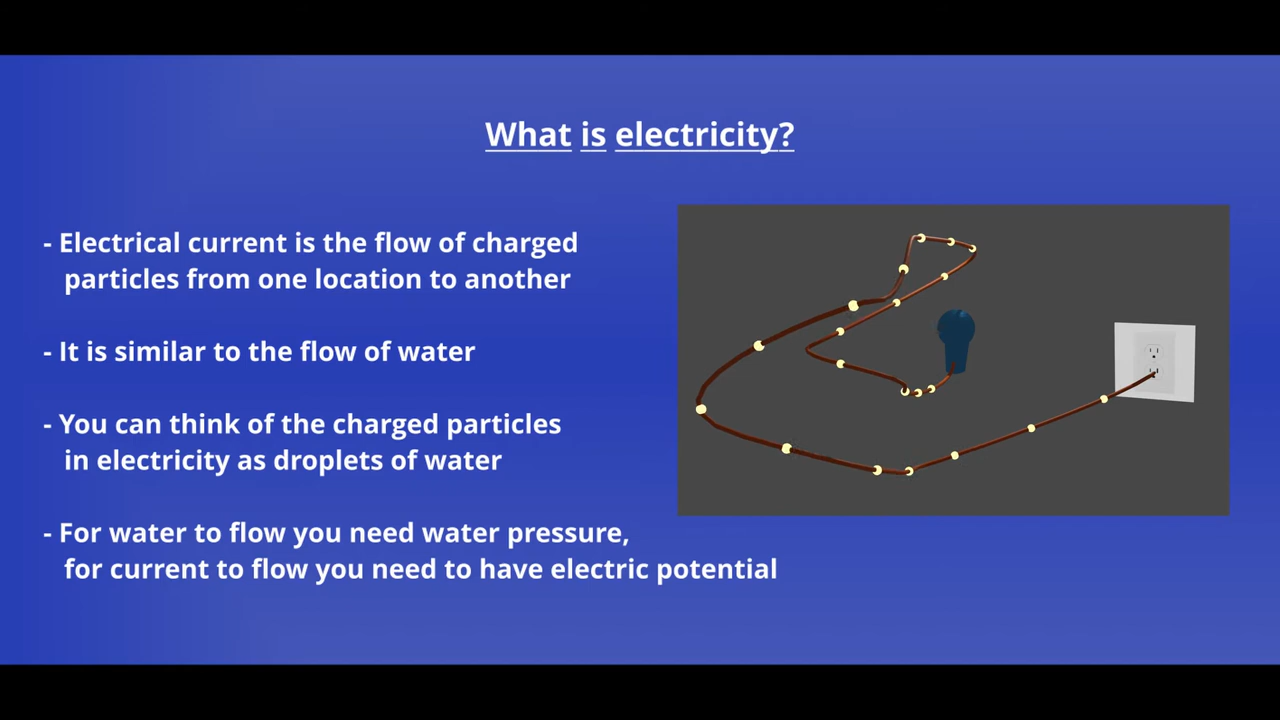 What is electricity?
- Electrical current is the flow of charged
particles from one location to another
- It is similar to the flow of water
- You can think of the charged particles
in electricity as droplets of water
- For water to flow you need water pressure,
for current to flow you need to have electric potential